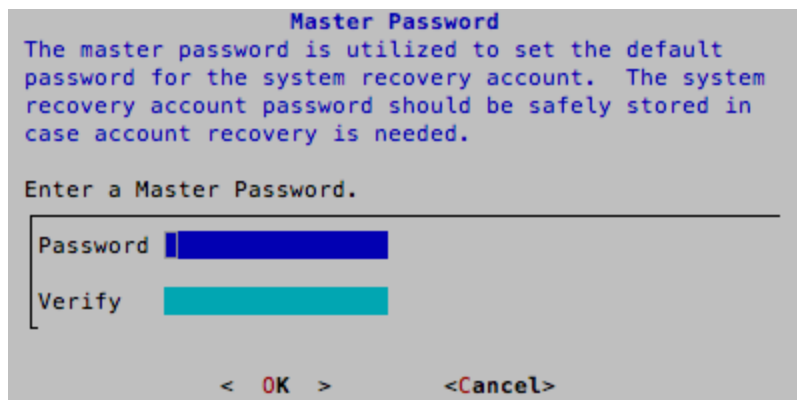 Master Password
The master password is utilized to set the default
password for the system recovery account.  The system
recovery account password should be safely stored in
case account recovery is needed.
Enter a Master Password.
Password
Verify
<  OK  >        <Cancel>